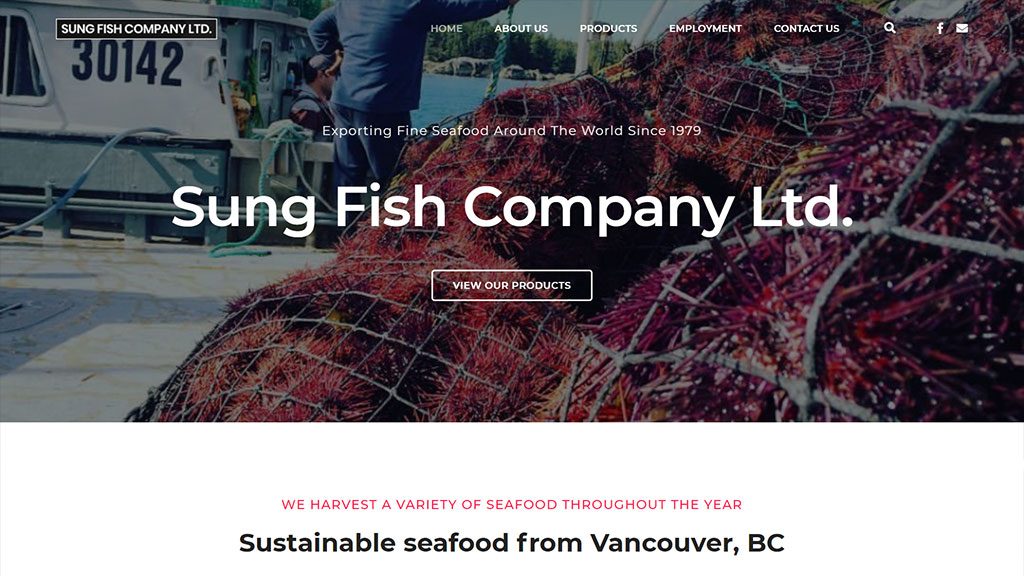 SUNG FISH COMPANY LTD.
HOME ABOUT US PRODUCTS EMPLOYMENT CONTACT US
30142
Exporting Fine Seafood Around The World Since 1979
Sung Fish Company Ltd.
VIEW OUR PRODUCTS
WE HARVEST A VARIETY OF SEAFOOD THROUGHOUT THE YEAR
Sustainable seafood from Vancouver, BC